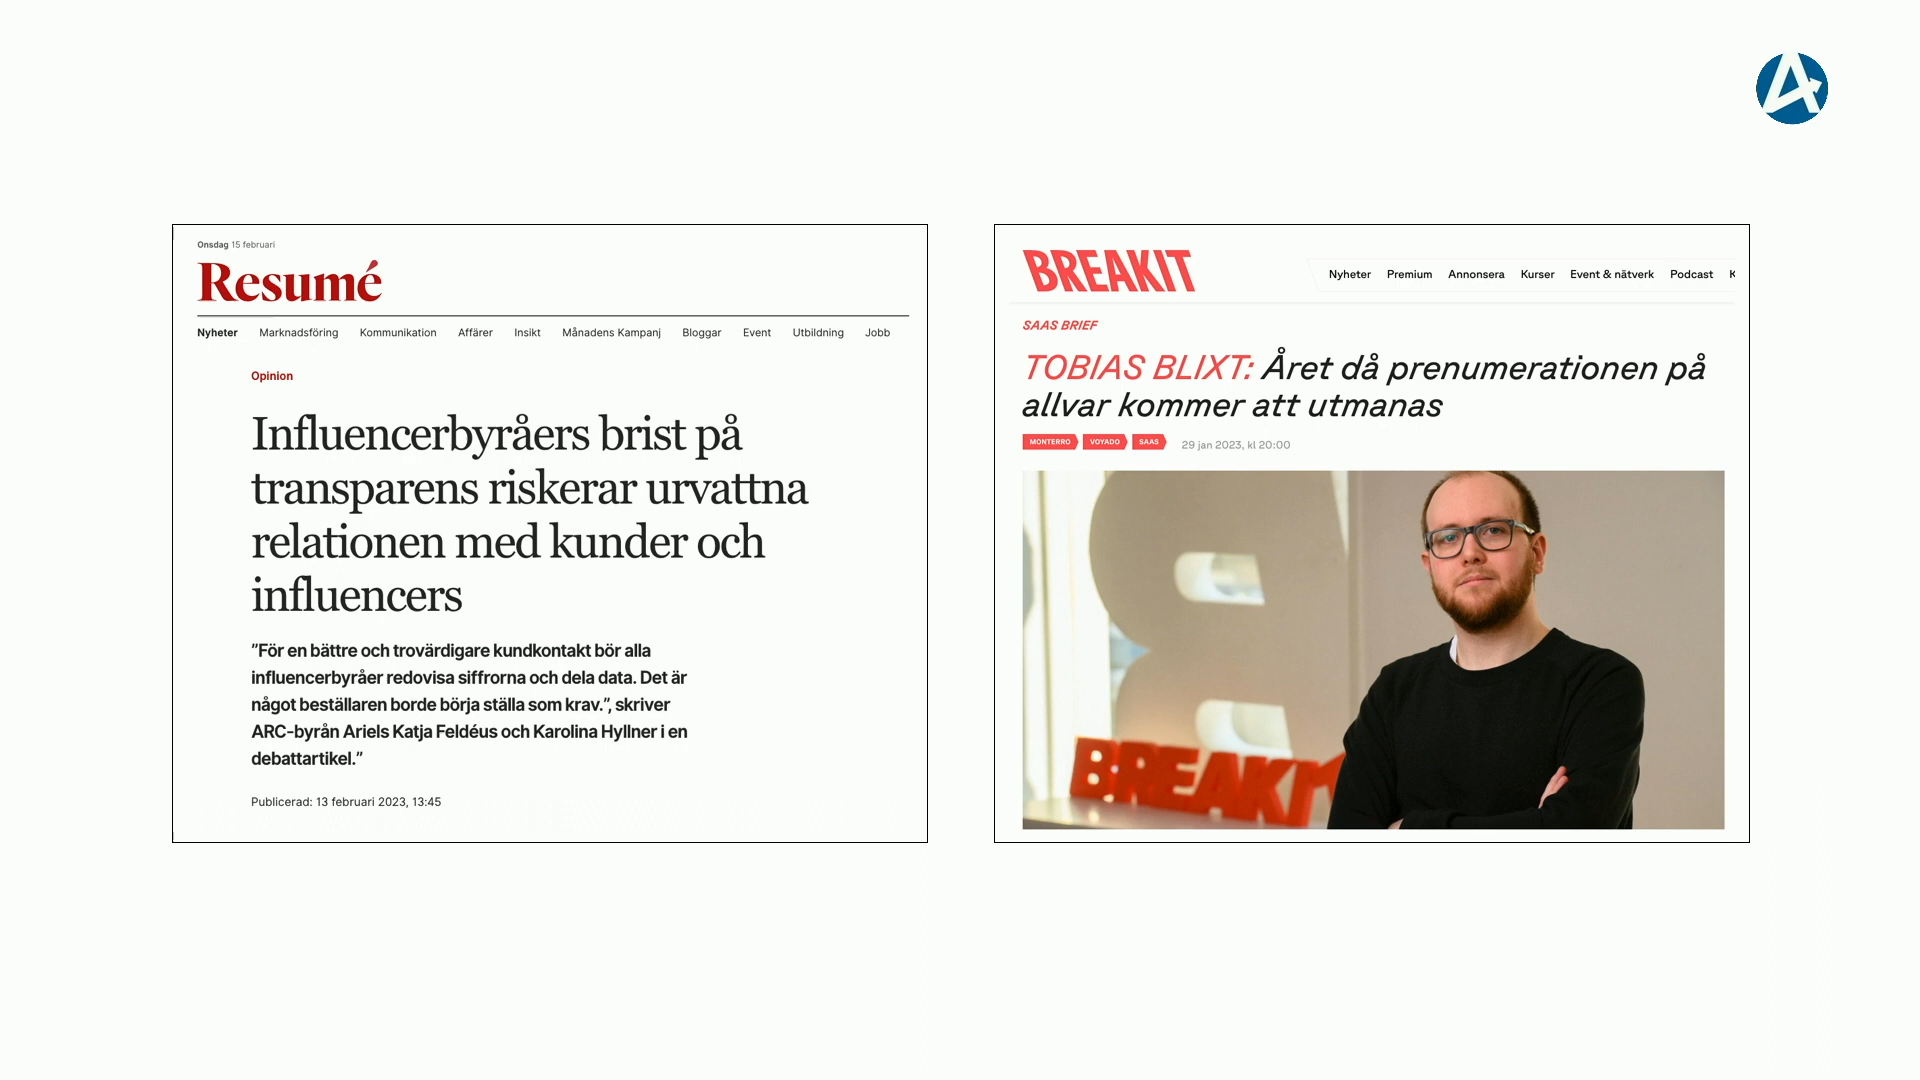 Onsdag 15 februari
Resumé
Nyheter Marknadsföring Kommunikation Affärer Insikt Månadens Kampanj Bloggar Event Utbildning Jobb
Opinion
Influencerbyråers brist på
transparens riskerar urvattna
relationen med kunder och
influencers
”För en bättre och trovärdigare kundkontakt bör alla
influencerbyråer redovisa siffrorna och dela data. Det är
något beställaren borde börja ställa som krav.”, skriver
ARC-byrån Ariels Katja Feldéus och Karolina Hyllner i en
debattartikel.”
Publicerad: 13 februari 2023, 13:45
BREAKIT
Nyheter Premium Annonsera Kurser Event & nätverk Podcast K
SAAS BRIEF
TOBIAS BLIXT: Året då prenumerationen på
allvar kommer att utmanas
MONTERRO VOYADO SAAS 29 jan 2023, kl 20:00
BREAKI